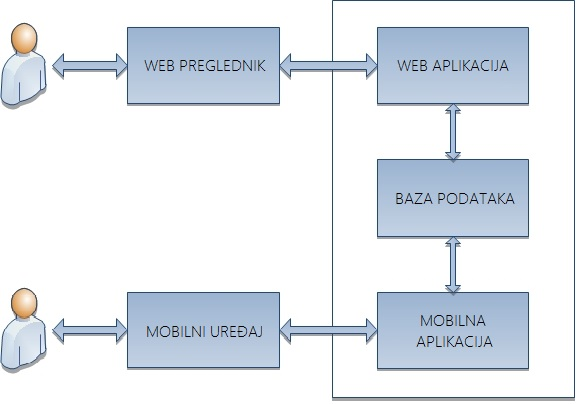 WEB PREGLEDNIK
WEB APLIKACIJA
BAZA PODATAKA
MOBILNI UREĐAJ
MOBILNA
APLIKACIJA